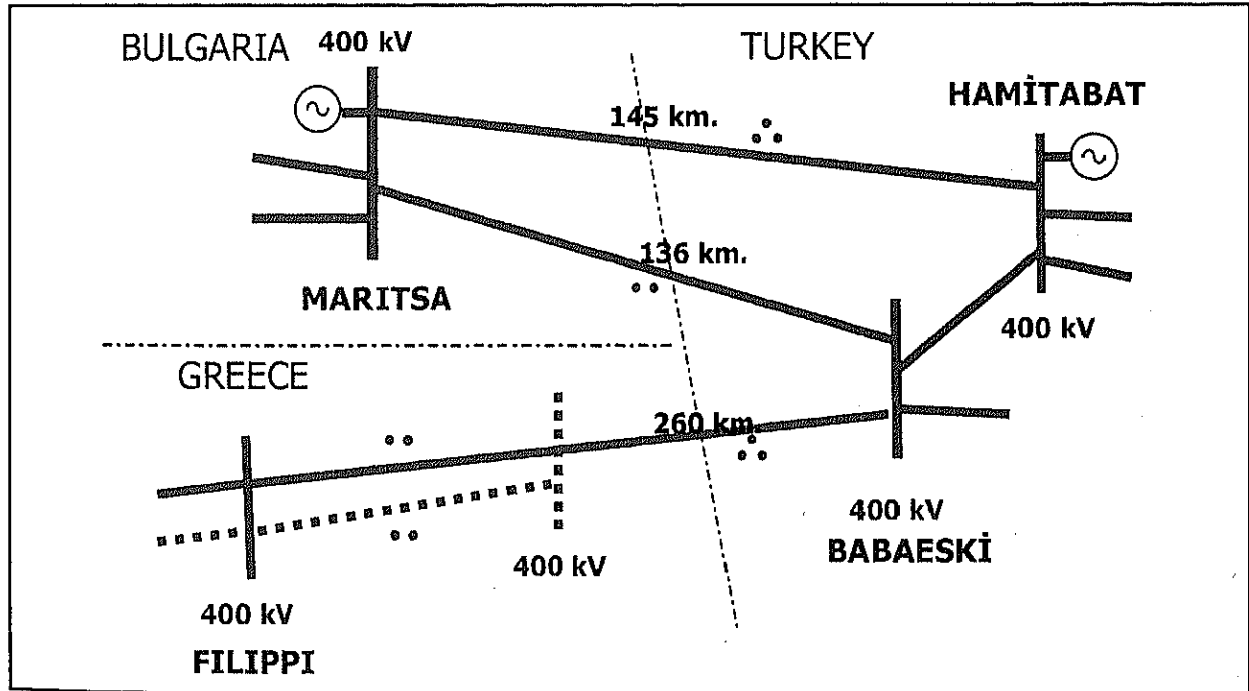 BULGARIA
400 kV
TURKEY
HAMİTABAT
145 km.
136 km.
MARITSA
400 kV
GREECE
260 km.
400 kV
BABAESKİ
400 kV
400 kV
FILIPPI